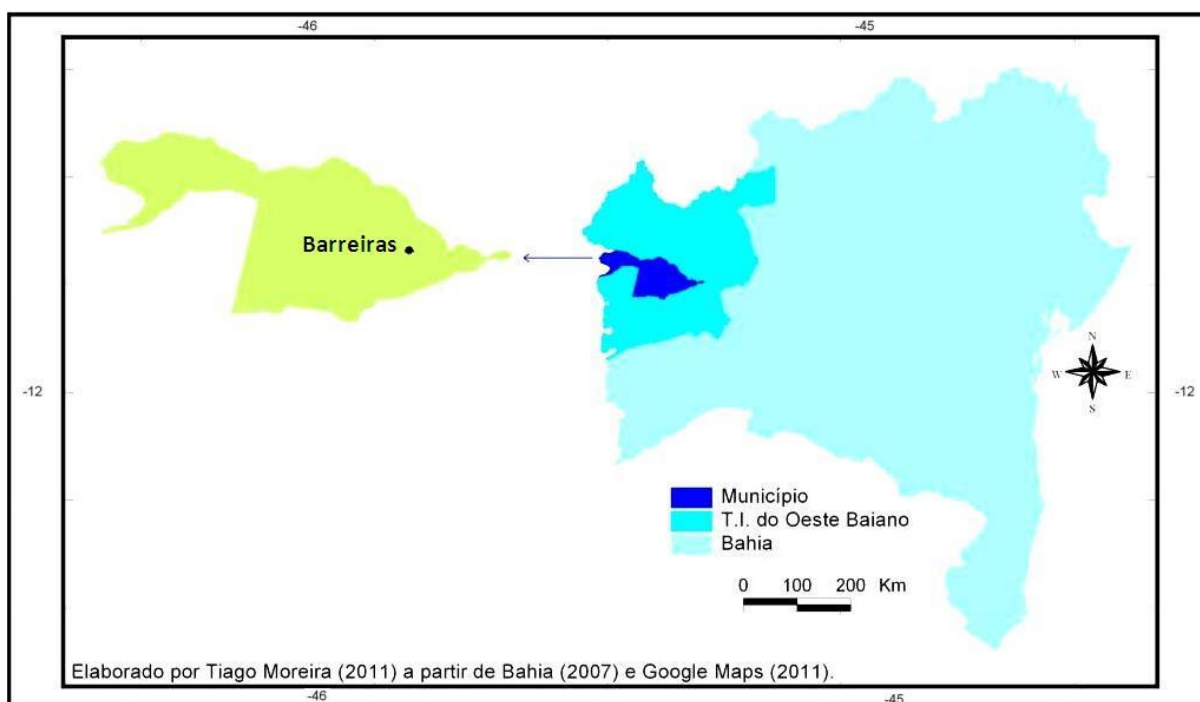 -46 -45
Barreiras
N
W E
S
-12 -12
Município
T.I. do Oeste Baiano
Bahia
0 100 200 Km
Elaborado por Tiago Moreira (2011) a partir de Bahia (2007) e Google Maps (2011).
-46 -45